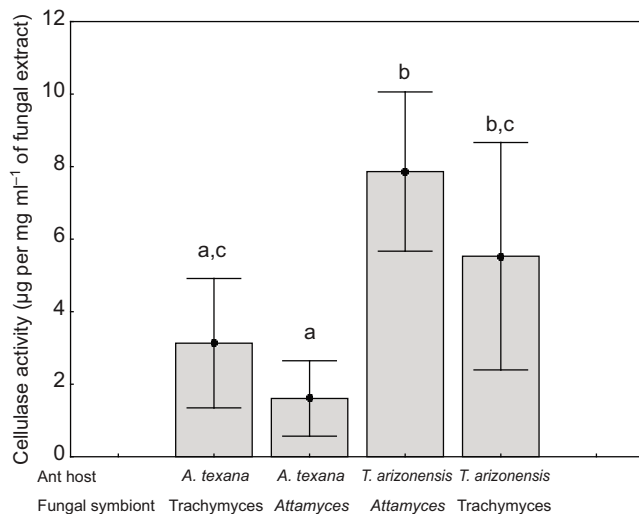 Cellulase activity (µg per mg ml⁻¹ of fungal extract)
12
10
8
6
4
2
0
a,c
a
b
b,c
Ant host A. texana A. texana T. arizonensis T. arizonensis
Fungal symbiont Trachymyces Attamyces Attamyces Trachymyces